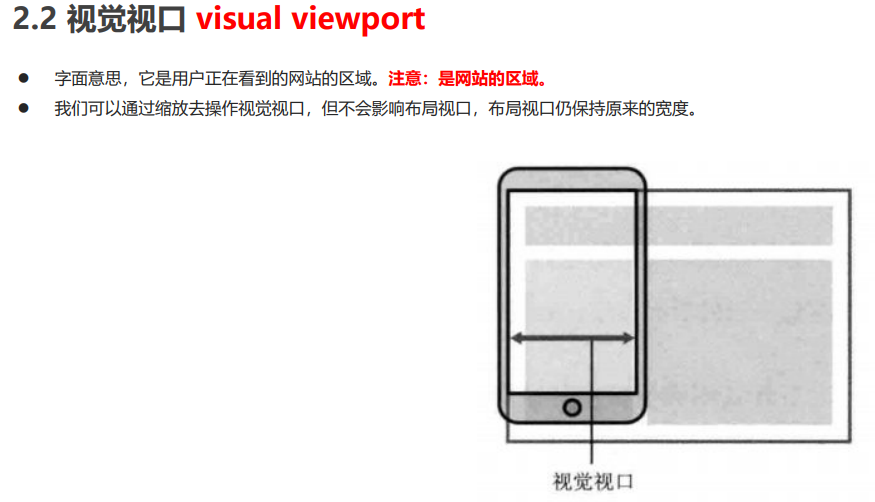 2.2 视觉视口 visual viewport
● 字面意思，它是用户正在看到的网站的区域。注意：是网站的区域。
● 我们可以通过缩放去操作视觉视口，但不会影响布局视口，布局视口仍保持原来的宽度。
视觉视口